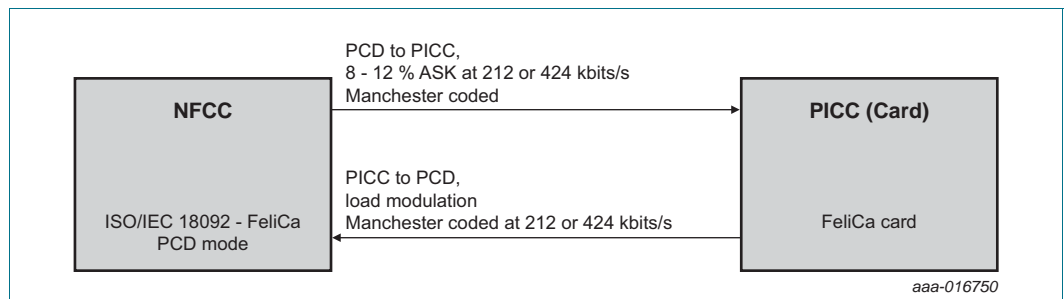 NFCC
ISO/IEC 18092 - FeliCa
PCD mode
PCD to PICC,
8 - 12 % ASK at 212 or 424 kbits/s
Manchester coded
PICC to PCD,
load modulation
Manchester coded at 212 or 424 kbits/s
PICC (Card)
FeliCa card
aaa-016750